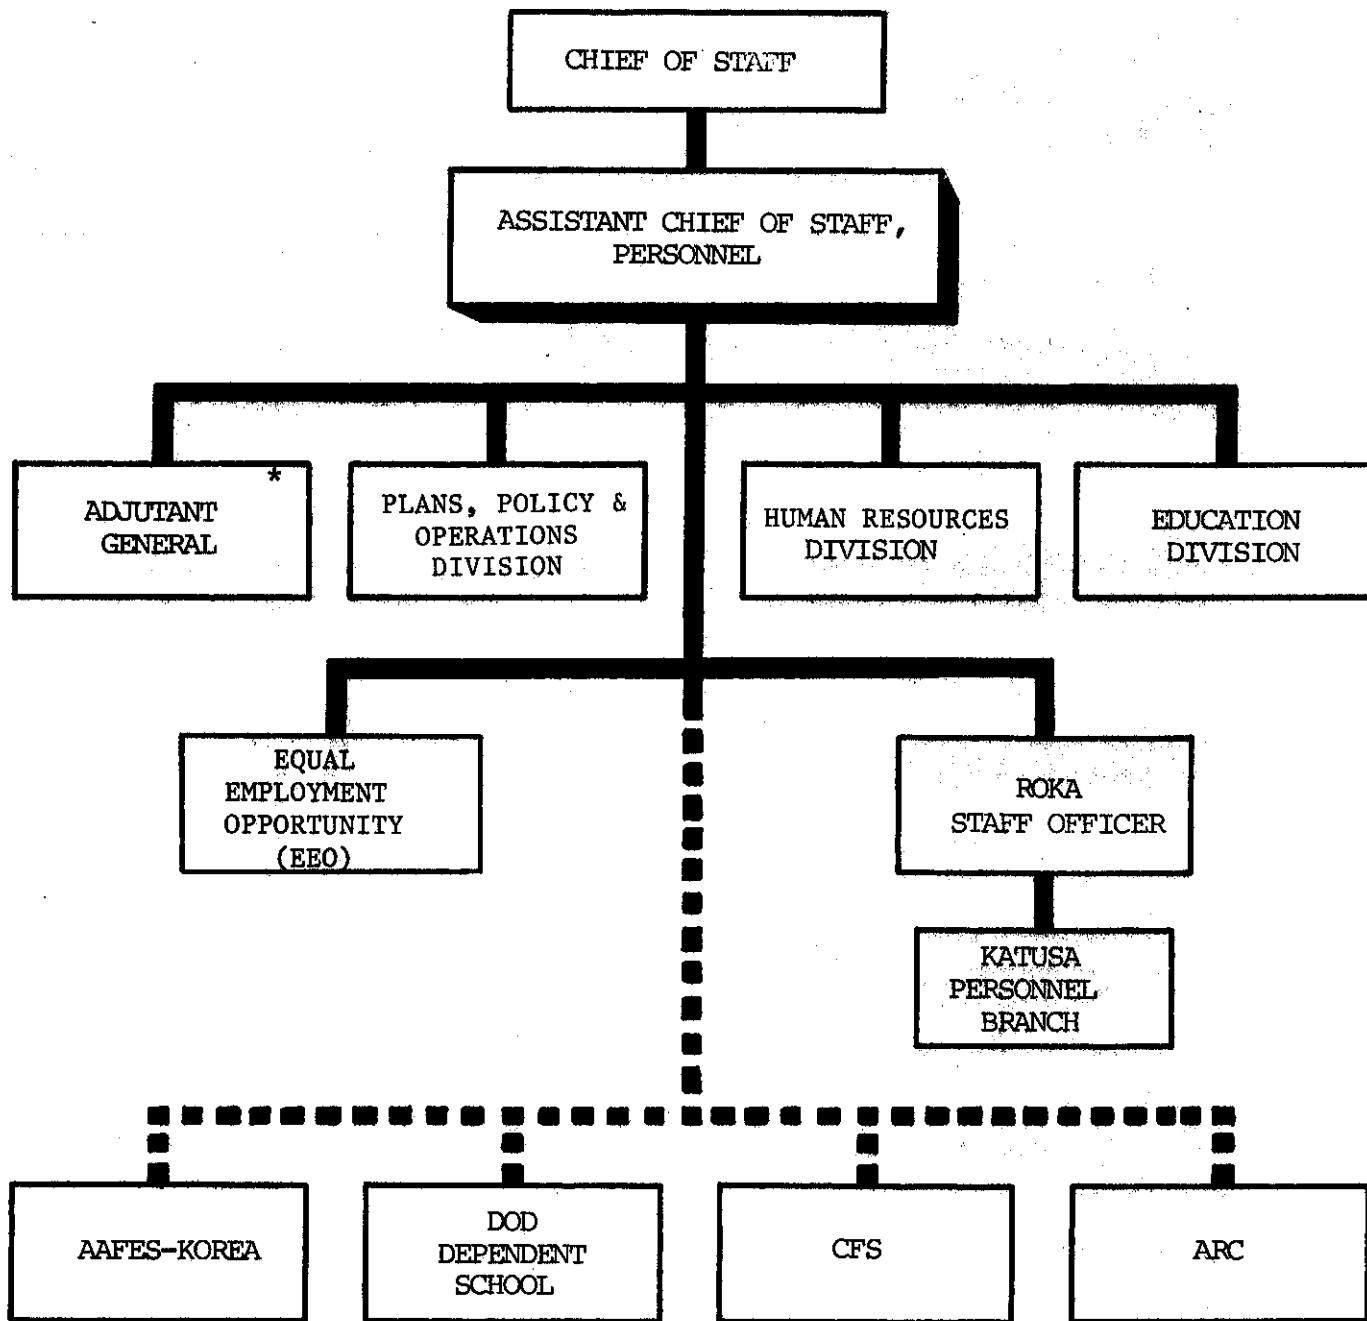 CHIEF OF STAFF
ASSISTANT CHIEF OF STAFF,
PERSONNEL
*
ADJUTANT
GENERAL
PLANS, POLICY &
OPERATIONS
DIVISION
HUMAN RESOURCES
DIVISION
EDUCATION
DIVISION
EQUAL
EMPLOYMENT
OPPORTUNITY
(EEO)
ROKA
STAFF OFFICER
KATUSA
PERSONNEL
BRANCH
AAFES-KOREA
DOD
DEPENDENT
SCHOOL
CFS
ARC